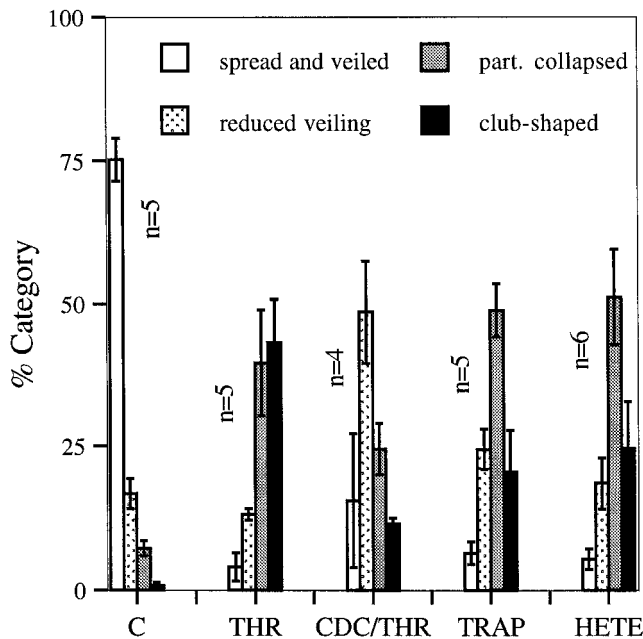 100
spread and veiled part. collapsed
reduced veiling club-shaped
75
n=5
50
n=4
n=5
n=6
n=5
25
0
% Category
C THR CDC/THR TRAP HETE